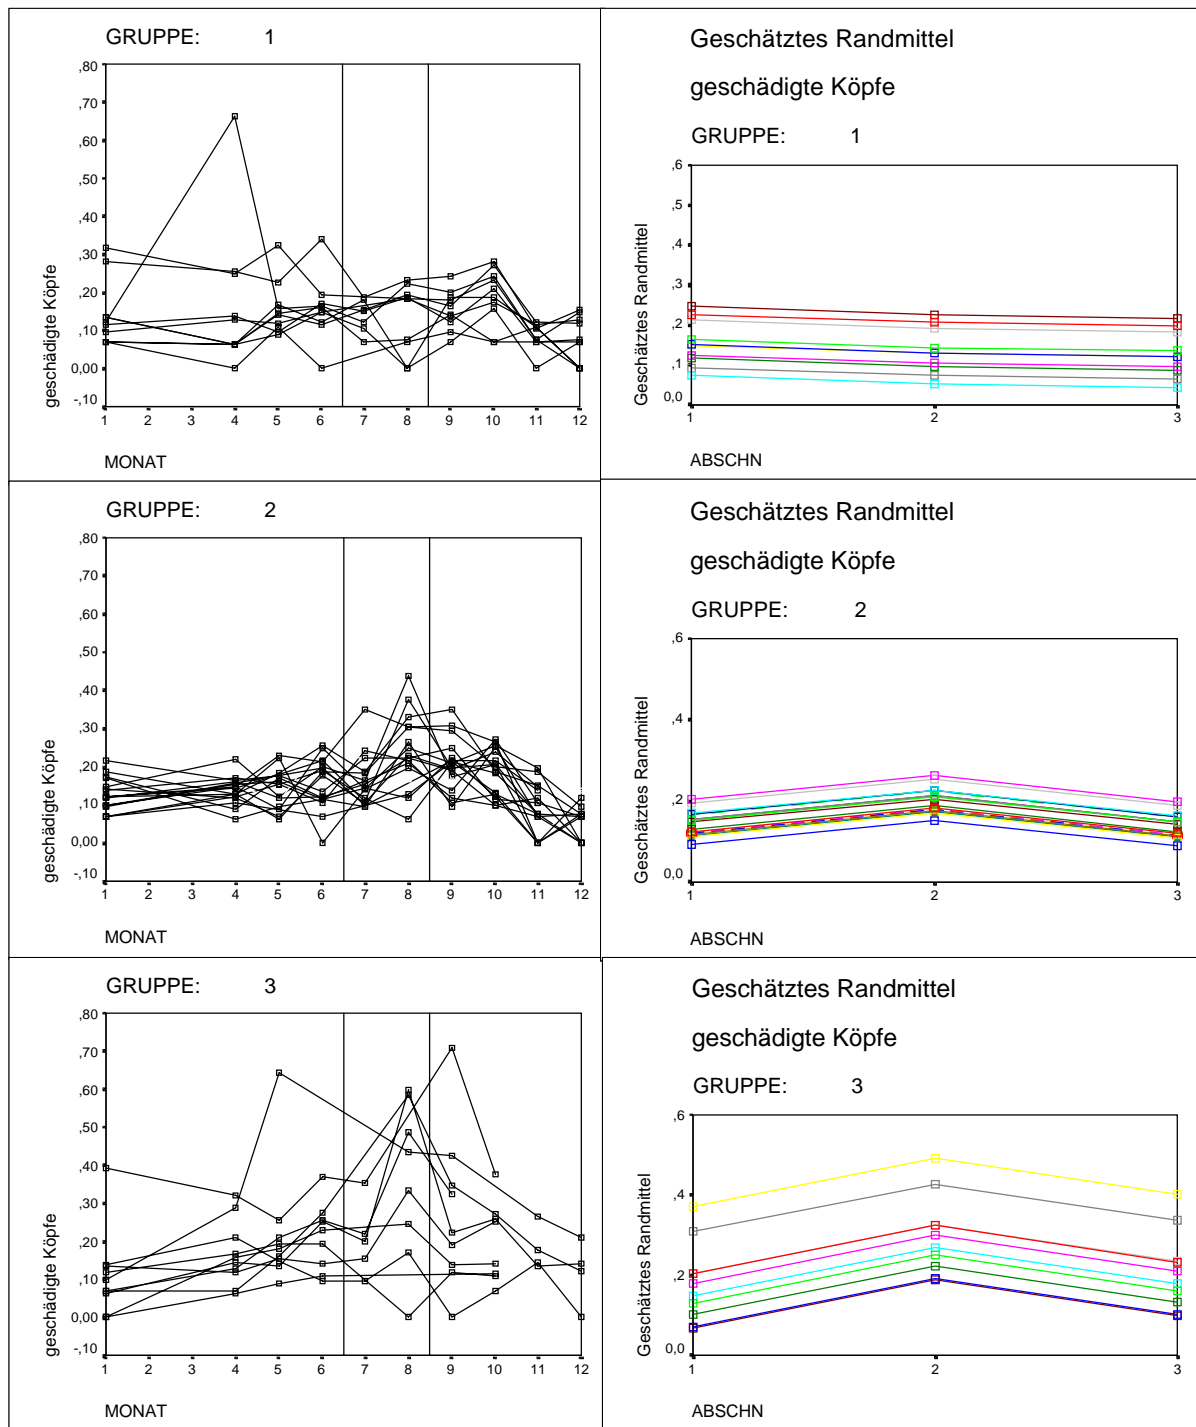 GRUPPE: 1
,80
,70
,60
,50
,40
,30
,20
,10
0,00
-,10
geschädigte Köpfe
1 2 3 4 5 6 7 8 9 10 11 12
MONAT
Geschätztes Randmittel
geschädigte Köpfe
GRUPPE: 1
,6
,5
,4
,3
,2
,1
0,0
Geschätztes Randmittel
1 2 3
ABSCHN
GRUPPE: 2
,80
,70
,60
,50
,40
,30
,20
,10
0,00
-,10
geschädigte Köpfe
1 2 3 4 5 6 7 8 9 10 11 12
MONAT
Geschätztes Randmittel
geschädigte Köpfe
GRUPPE: 2
,6
,4
,2
0,0
Geschätztes Randmittel
1 2 3
ABSCHN
GRUPPE: 3
,80
,70
,60
,50
,40
,30
,20
,10
0,00
-,10
geschädigte Köpfe
1 2 3 4 5 6 7 8 9 10 11 12
MONAT
Geschätztes Randmittel
geschädigte Köpfe
GRUPPE: 3
,6
,4
,2
0,0
Geschätztes Randmittel
1 2 3
ABSCHN